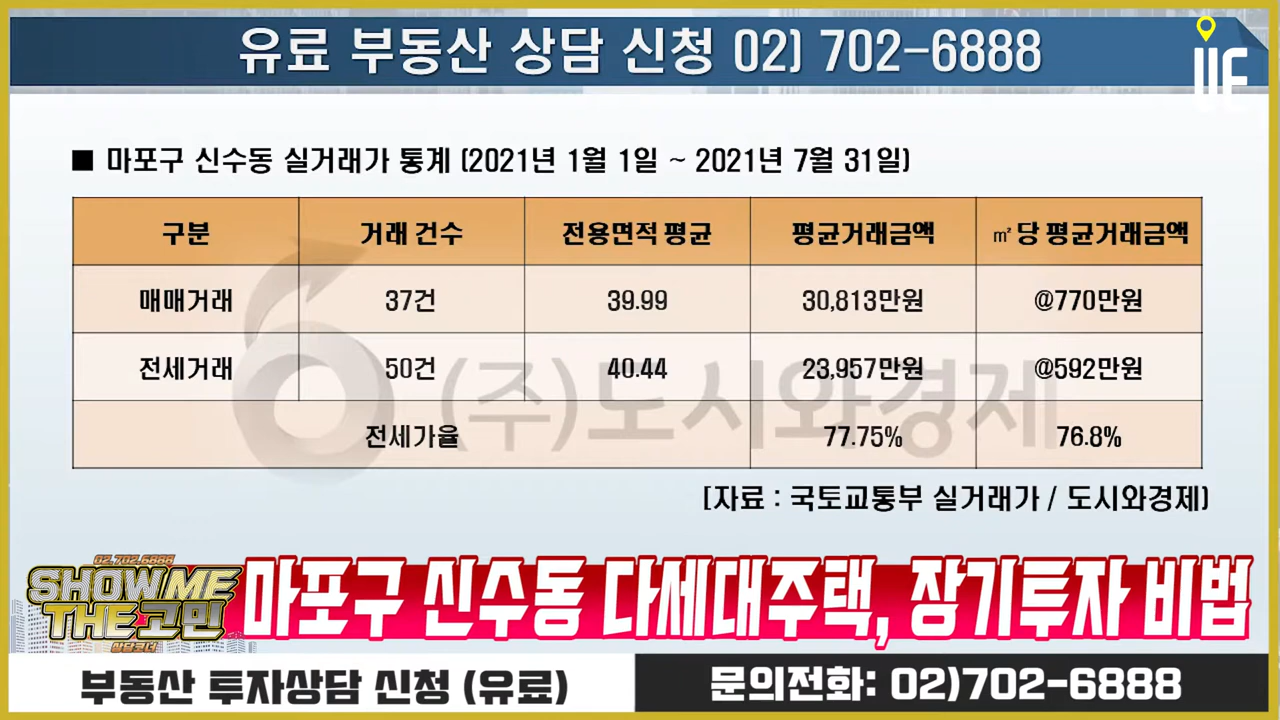 유료 부동산 상담 신청 02) 702-6888
UF
■ 마포구 신수동 실거래가 통계 (2021년 1월 1일 ~ 2021년 7월 31일)
구분 거래 건수 전용면적 평균 평균거래금액 ㎡ 당 평균거래금액
매매거래 37건 39.99 30,813만원 @770만원
전세거래 50건 40.44 23,957만원 @592만원
전세가율 77.75% 76.8%
(주)도시와경제
(자료 : 국토교통부 실거래가 / 도시와경제)
02.702.6888
SHOW ME
THE 고민
상담코너
마포구 신수동 다세대주택, 장기투자 비법
부동산 투자상담 신청 (유료)
문의전화: 02)702-6888